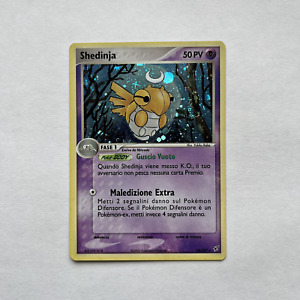 Shedinja 50 PV
FASE 1
Poké-BODY Guscio Vuoto
Quando Shedinja viene messo K.O., il tuo
avversario non pesca nessuna carta Premio.
Maledizione Extra
Metti 2 segnalini danno su un Pokémon
Difensore. Se il Pokémon Difensore è un
Pokémon-ex, metti invece 4 segnalini danno.